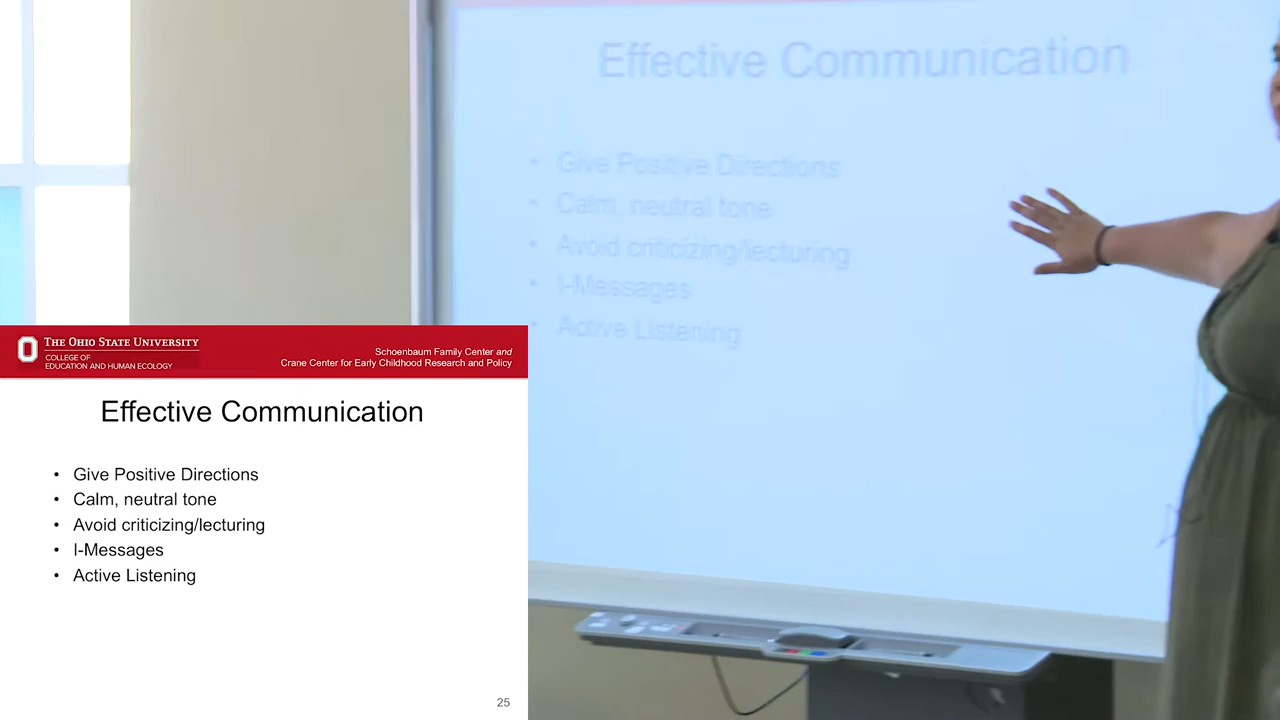 Effective Communication
• Give Positive Directions
• Calm, neutral tone
• Avoid criticizing/lecturing
• I-Messages
• Active Listening
THE OHIO STATE UNIVERSITY
COLLEGE OF
EDUCATION AND HUMAN ECOLOGY
Schoenbaum Family Center and
Crane Center for Early Childhood Research and Policy
Effective Communication
• Give Positive Directions
• Calm, neutral tone
• Avoid criticizing/lecturing
• I-Messages
• Active Listening
25